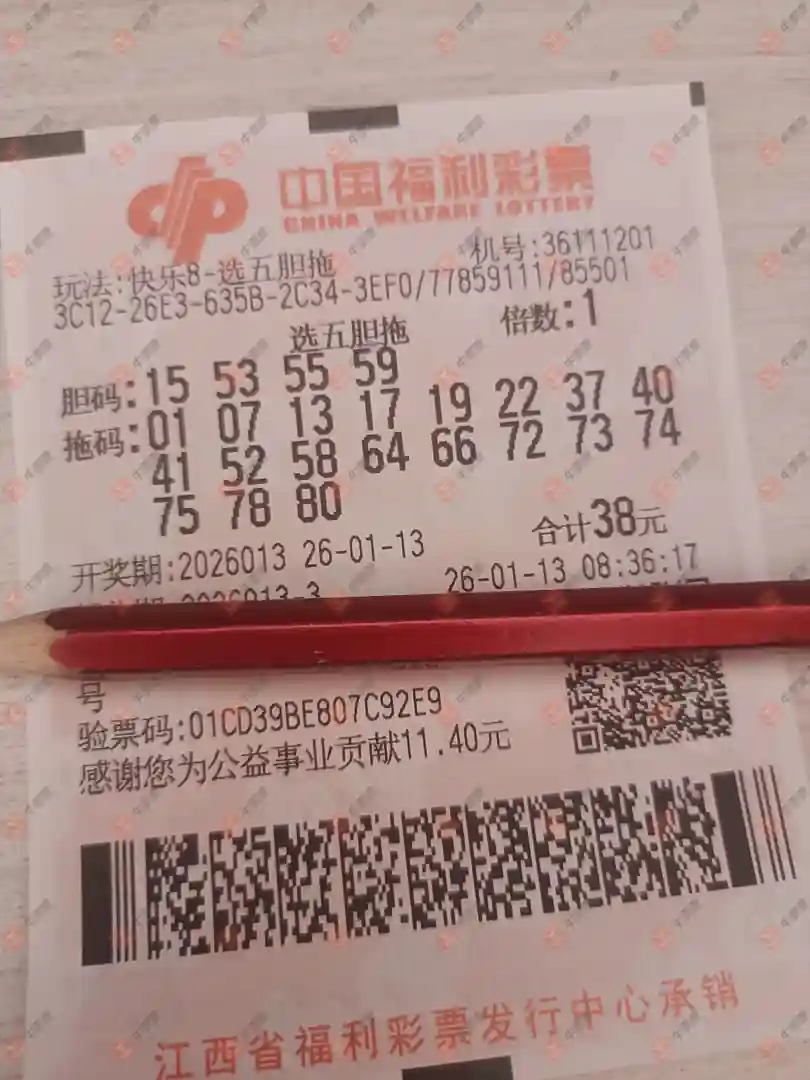 中国福利彩票
CHINA WELFARE LOTTERY
玩法:快乐8-选五胆拖 机号:36111201
3C12-26E3-635B-2C34-3EF0/77859111/85501
选五胆拖 倍数:1
胆码:15 53 55 59
拖码:01 07 13 17 19 22 37 40
41 52 58 64 66 72 73 74
75 78 80
合计38元
开奖期:2026013 26-01-13
26-01-13 08:36:17
2026013-3
号
验票码:01CD39BE807C92E9
感谢您为公益事业贡献11.40元
江西省福利彩票发行中心承销